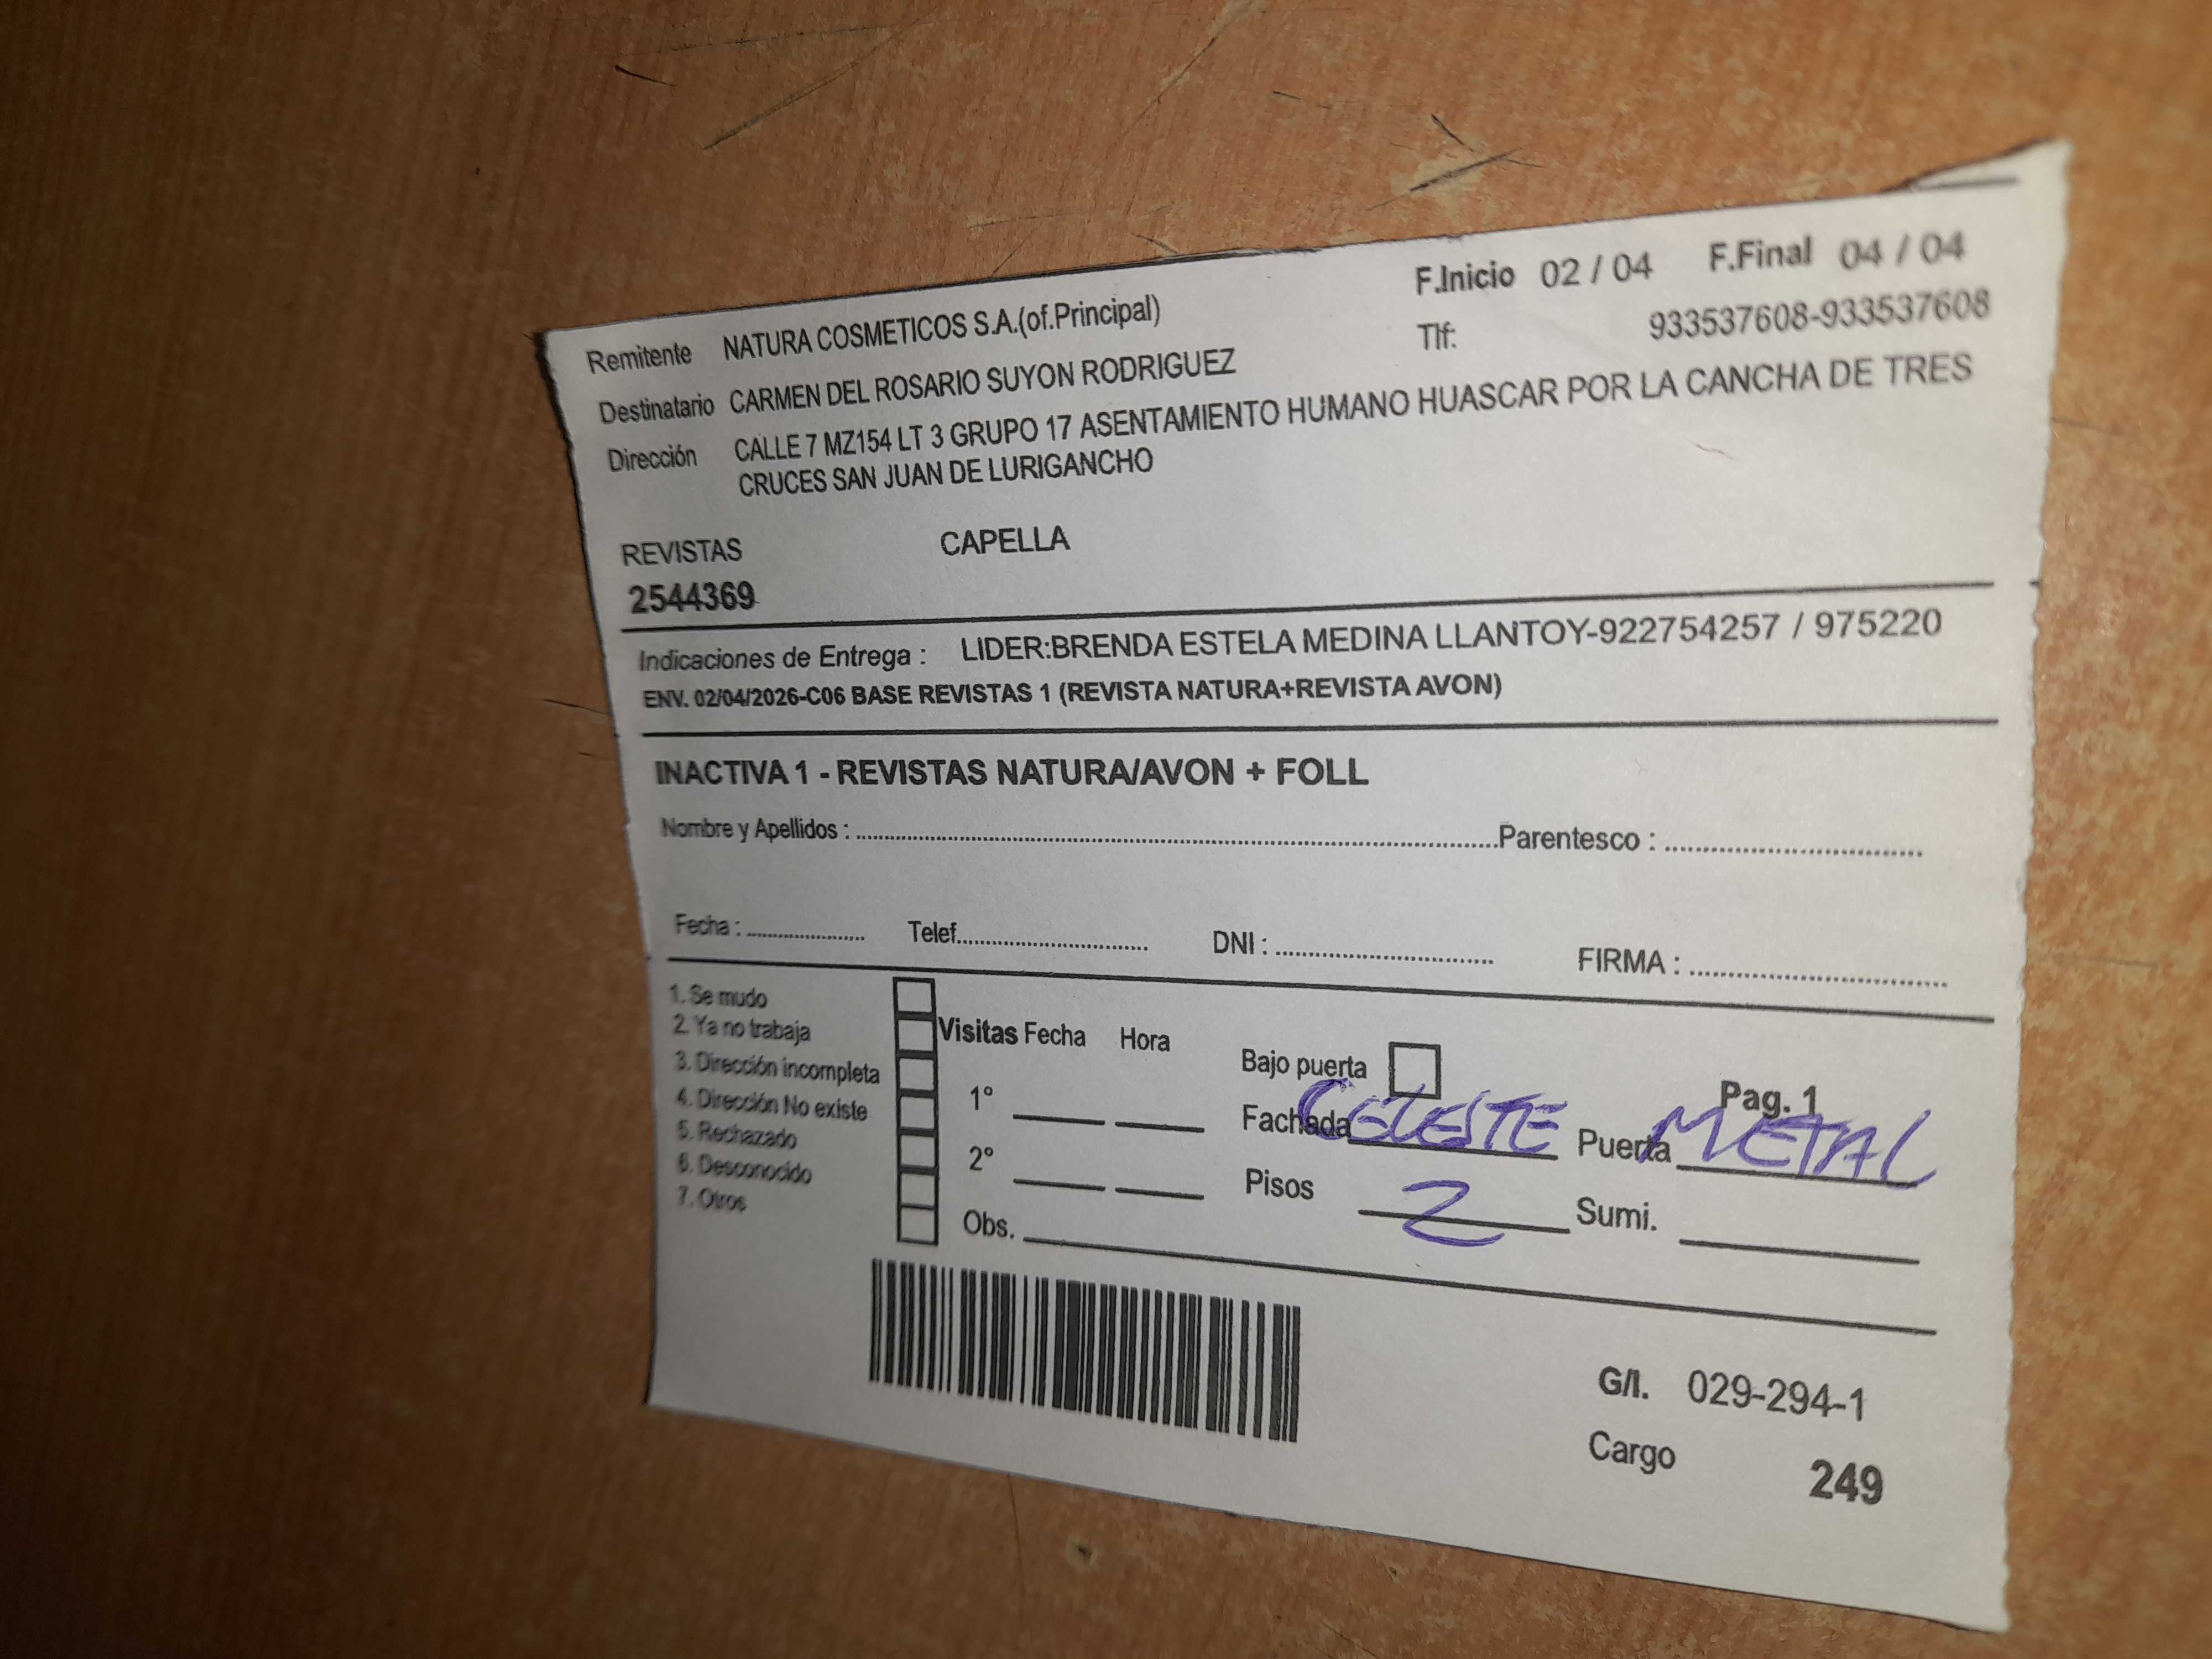 F.Inicio 02 / 04 F.Final 04 / 04
Remitente NATURA COSMETICOS S.A.(of.Principal) Tlf: 933537608-933537608
Destinatario CARMEN DEL ROSARIO SUYON RODRIGUEZ
Dirección CALLE 7 MZ154 LT 3 GRUPO 17 ASENTAMIENTO HUMANO HUASCAR POR LA CANCHA DE TRES
CRUCES SAN JUAN DE LURIGANCHO
REVISTAS CAPELLA
2544369
Indicaciones de Entrega : LIDER:BRENDA ESTELA MEDINA LLANTOY-922754257 / 975220
ENV. 02/04/2026-C06 BASE REVISTAS 1 (REVISTA NATURA+REVISTA AVON)
INACTIVA 1 - REVISTAS NATURA/AVON + FOLL
Nombre y Apellidos : Parentesco :
Fecha : Telef. DNI : FIRMA :
1. Se mudo
2. Ya no trabaja
3. Dirección incompleta
4. Dirección No existe
5. Rechazado
6. Desconocido
7. Otros
Visitas Fecha Hora
1°
2°
Obs.
Bajo puerta Pag. 1
Fachada CELESTE Puerta METAL
Pisos 2 Sumi.
G/I. 029-294-1
Cargo 249